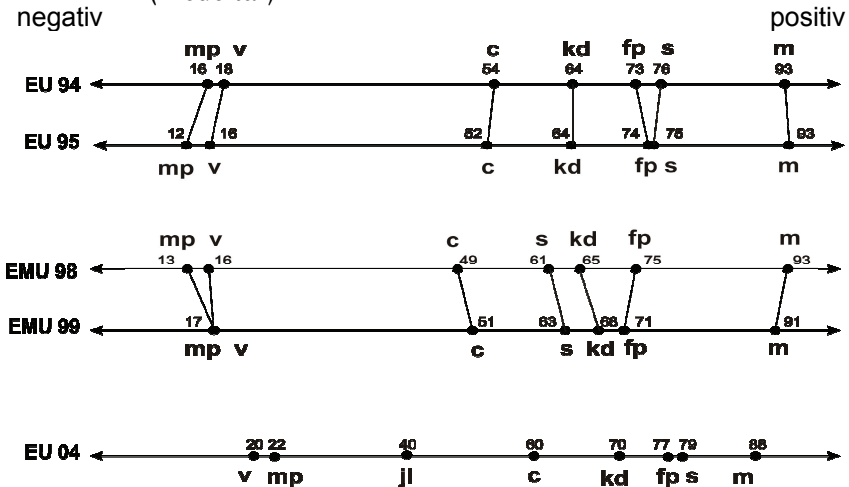 negativ positiv
mp v c kd fp s m
16 18 54 64 73 76 93
EU 94
12 16 52 64 74 75 93
EU 95
mp v c kd fp s m
mp v c s kd fp m
13 16 49 61 65 75 93
EMU 98
17 51 63 68 71 91
EMU 99
mp v c s kd fp m
20 22 40 60 70 77 79 88
EU 04
v mp jl c kd fp s m